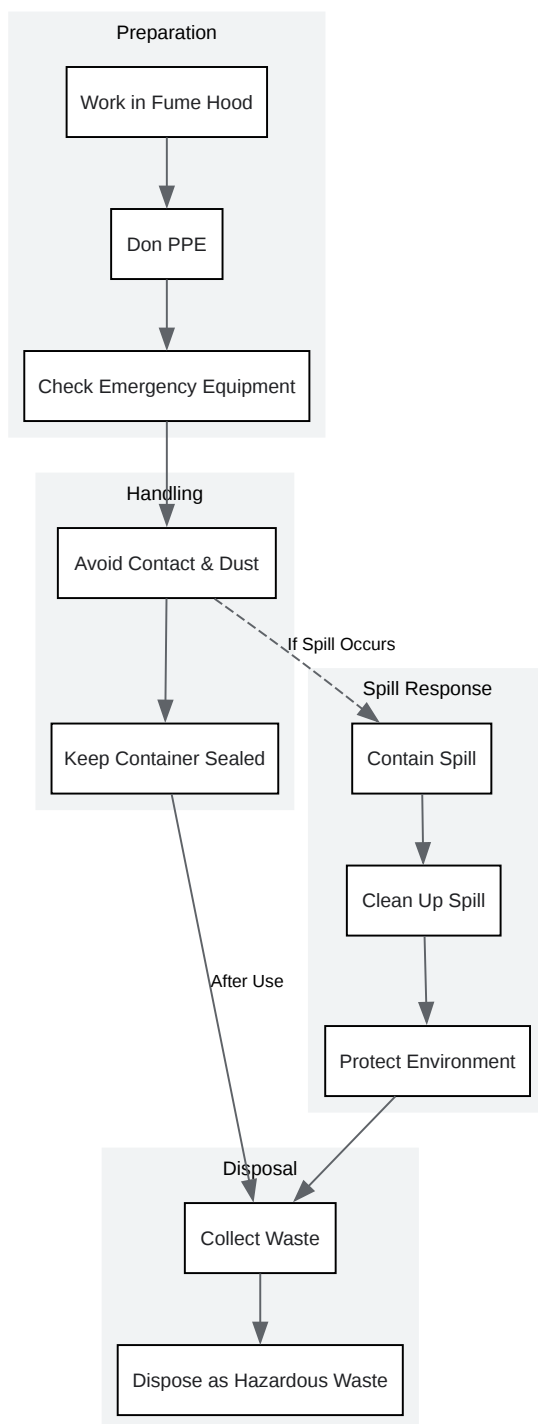 Preparation
Work in Fume Hood
Don PPE
Check Emergency Equipment
Handling
Avoid Contact & Dust
If Spill Occurs
Spill Response
Keep Container Sealed
Contain Spill
Clean Up Spill
After Use
Protect Environment
Disposal
Collect Waste
Dispose as Hazardous Waste